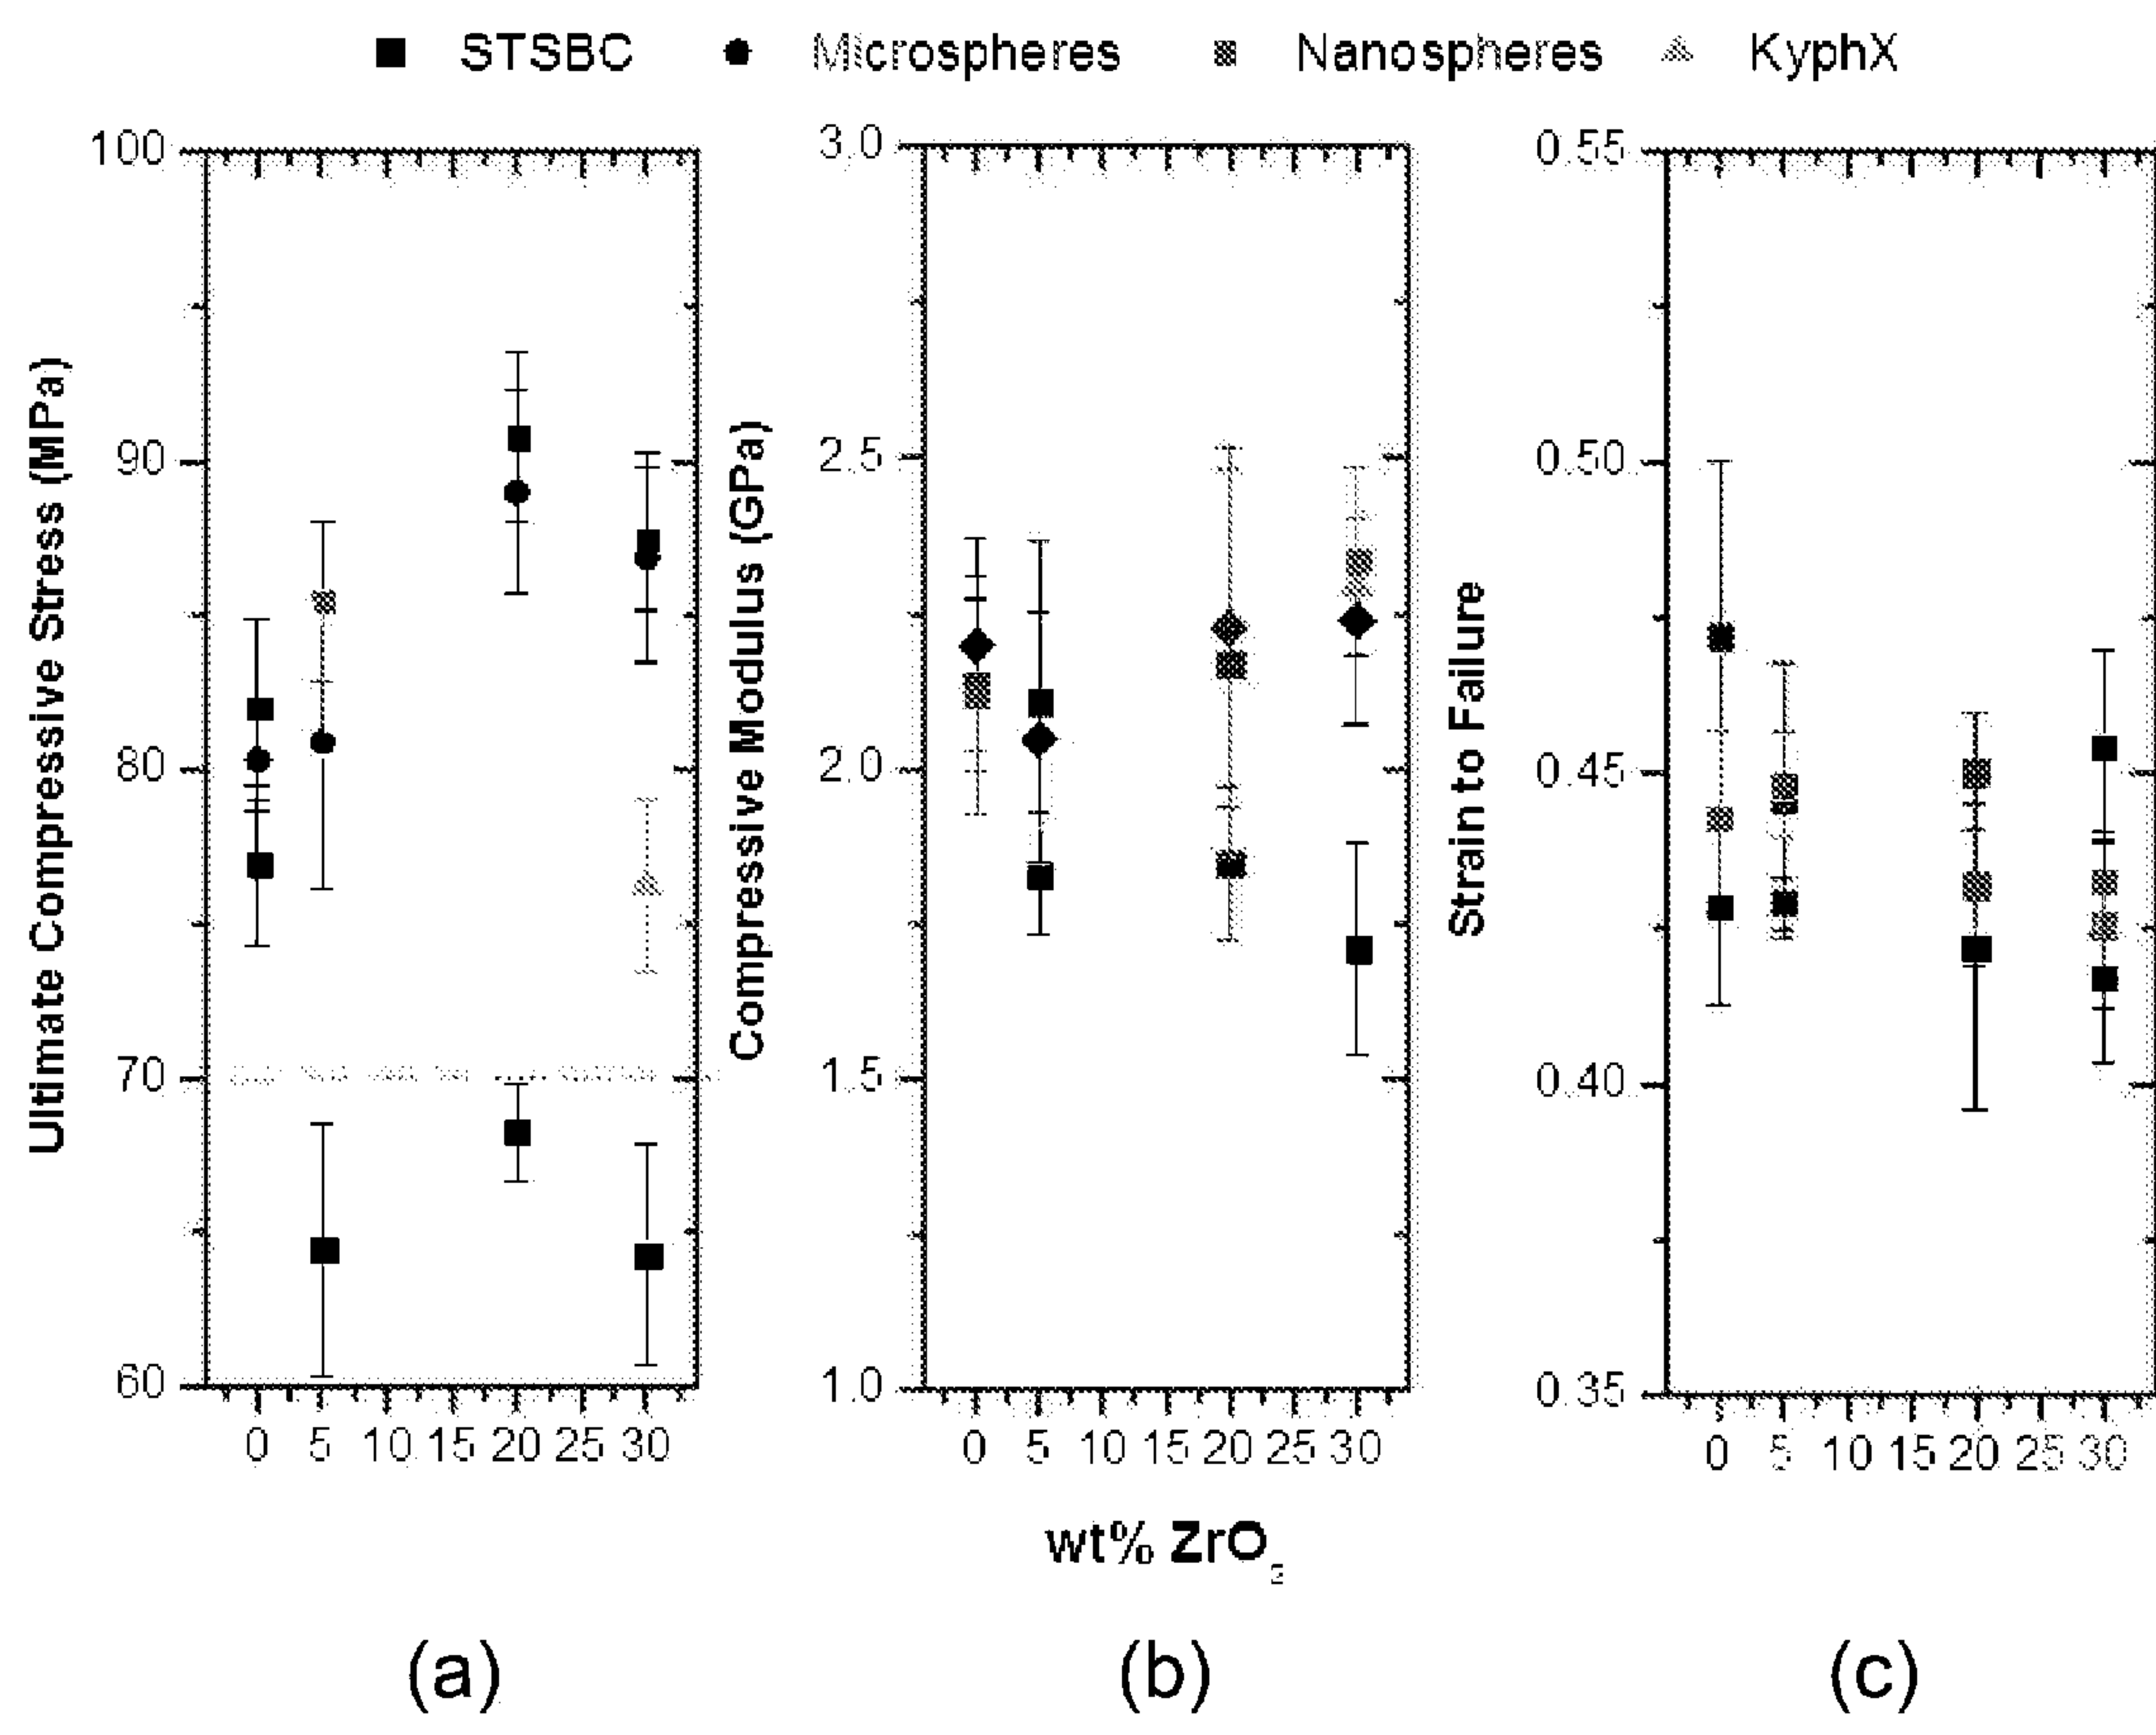 STSBC Microspheres Nanospheres KyphX
Ultimate Compressive Stress (MPa)
100
90
80
70
60
0 5 10 15 20 25 30
Compressive Modulus (GPa)
3.0
2.5
2.0
1.5
1.0
0 5 10 15 20 25 30
Strain to Failure
0.55
0.50
0.45
0.40
0.35
0 5 10 15 20 25 30
wt% ZrO₂
(a) (b) (c)